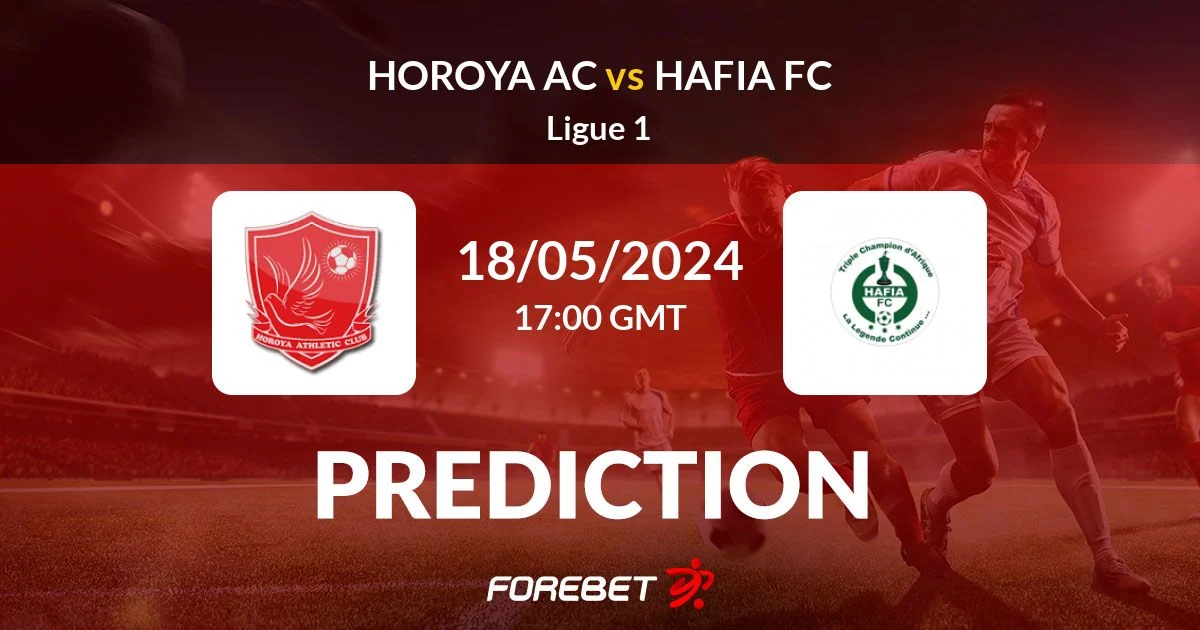 HOROYA AC vs HAFIA FC
Ligue 1
HOROYA ATHLETIC CLUB
18/05/2024
17:00 GMT
Triple Champion d'Afrique
HAFIA
FC
La Legende Continue ...
PREDICTION
FOREBET